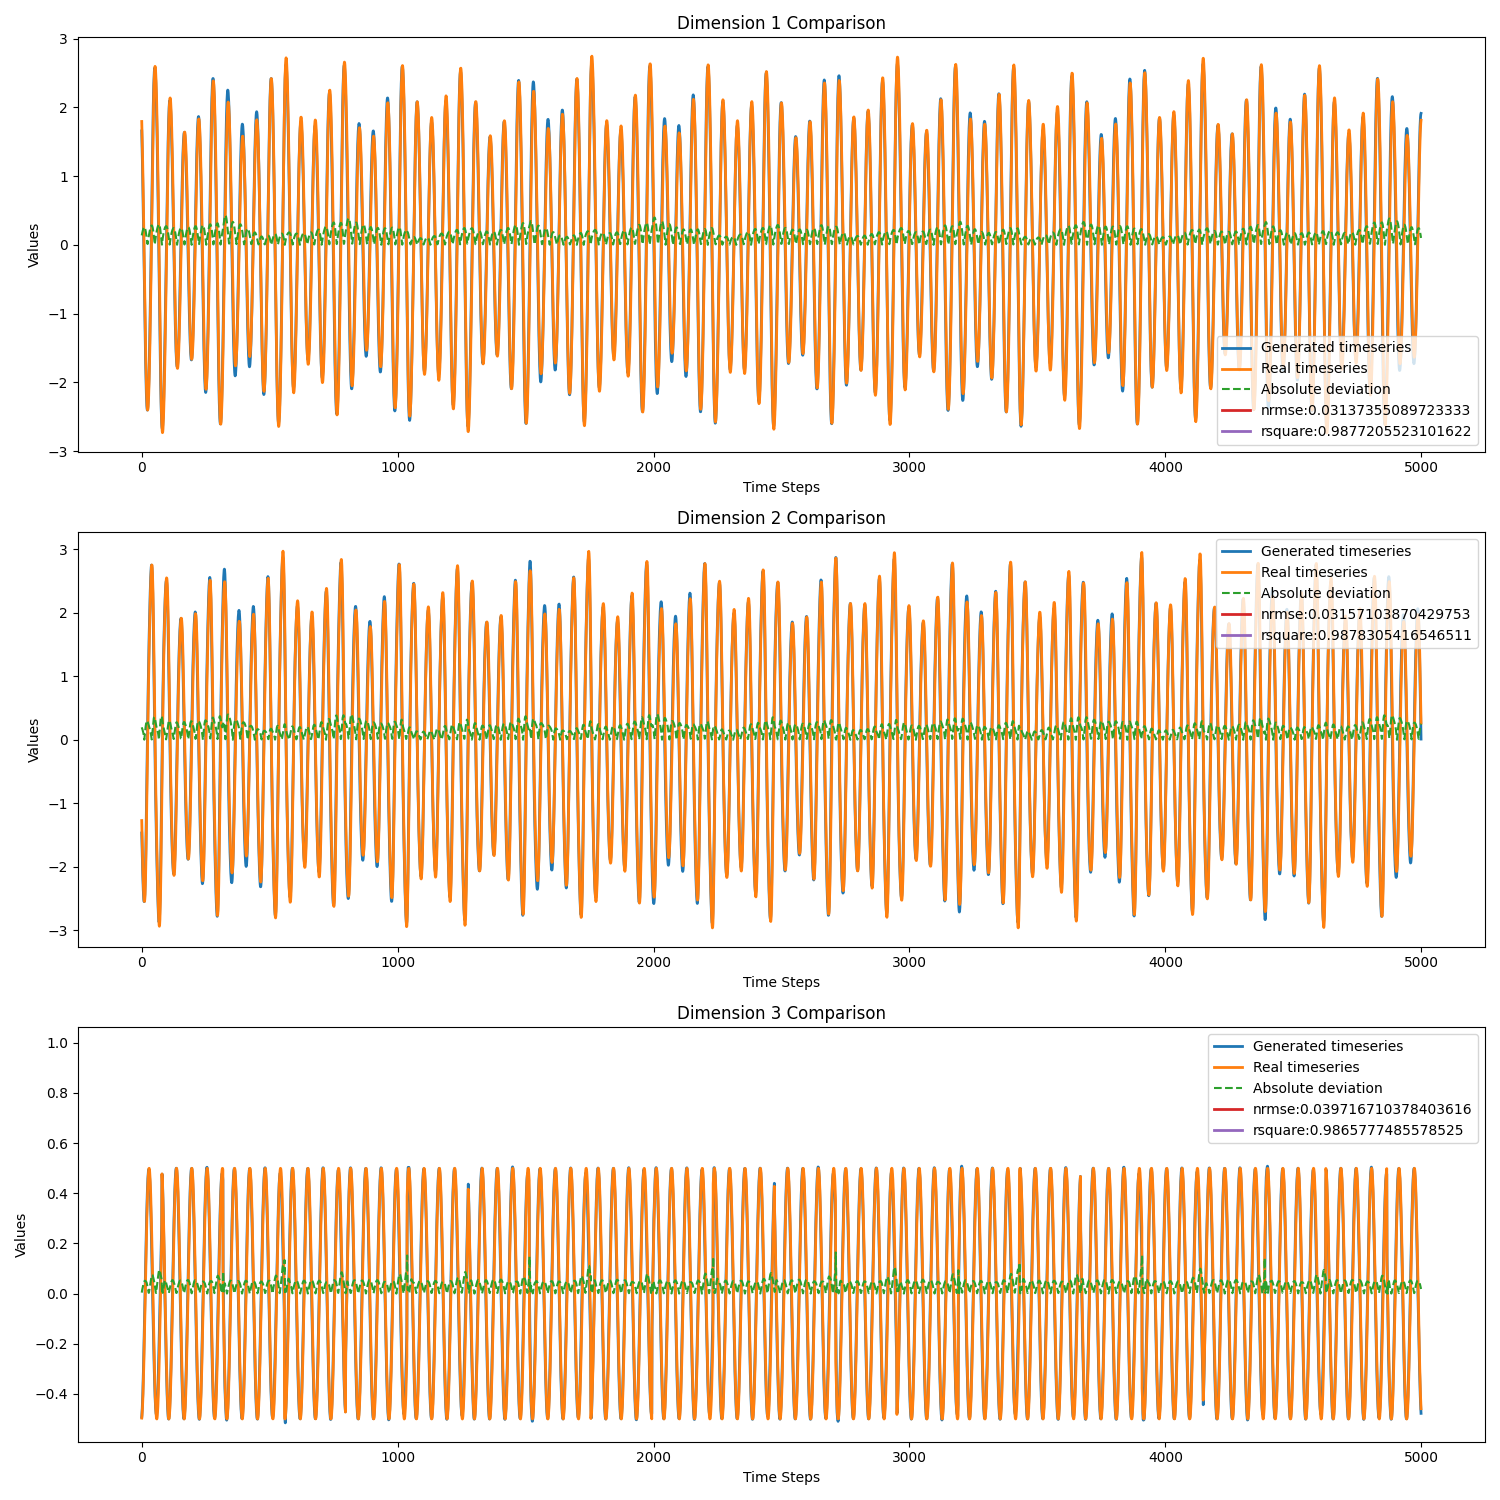 Dimension 1 Comparison
3
2
1
0
−1
−2
−3
Values
Generated timeseries
Real timeseries
Absolute deviation
nrmse:0.03137355089723333
rsquare:0.9877205523101622
0 1000 2000 3000 4000 5000
Time Steps
Dimension 2 Comparison
3
2
1
0
−1
−2
−3
Values
Generated timeseries
Real timeseries
Absolute deviation
nrmse:0.03157103870429753
rsquare:0.9878305416546511
0 1000 2000 3000 4000 5000
Time Steps
Dimension 3 Comparison
1.0
0.8
0.6
0.4
0.2
0.0
−0.4
Values
Generated timeseries
Real timeseries
Absolute deviation
nrmse:0.039716710378403616
rsquare:0.9865777485578525
0 1000 2000 3000 4000 5000
Time Steps